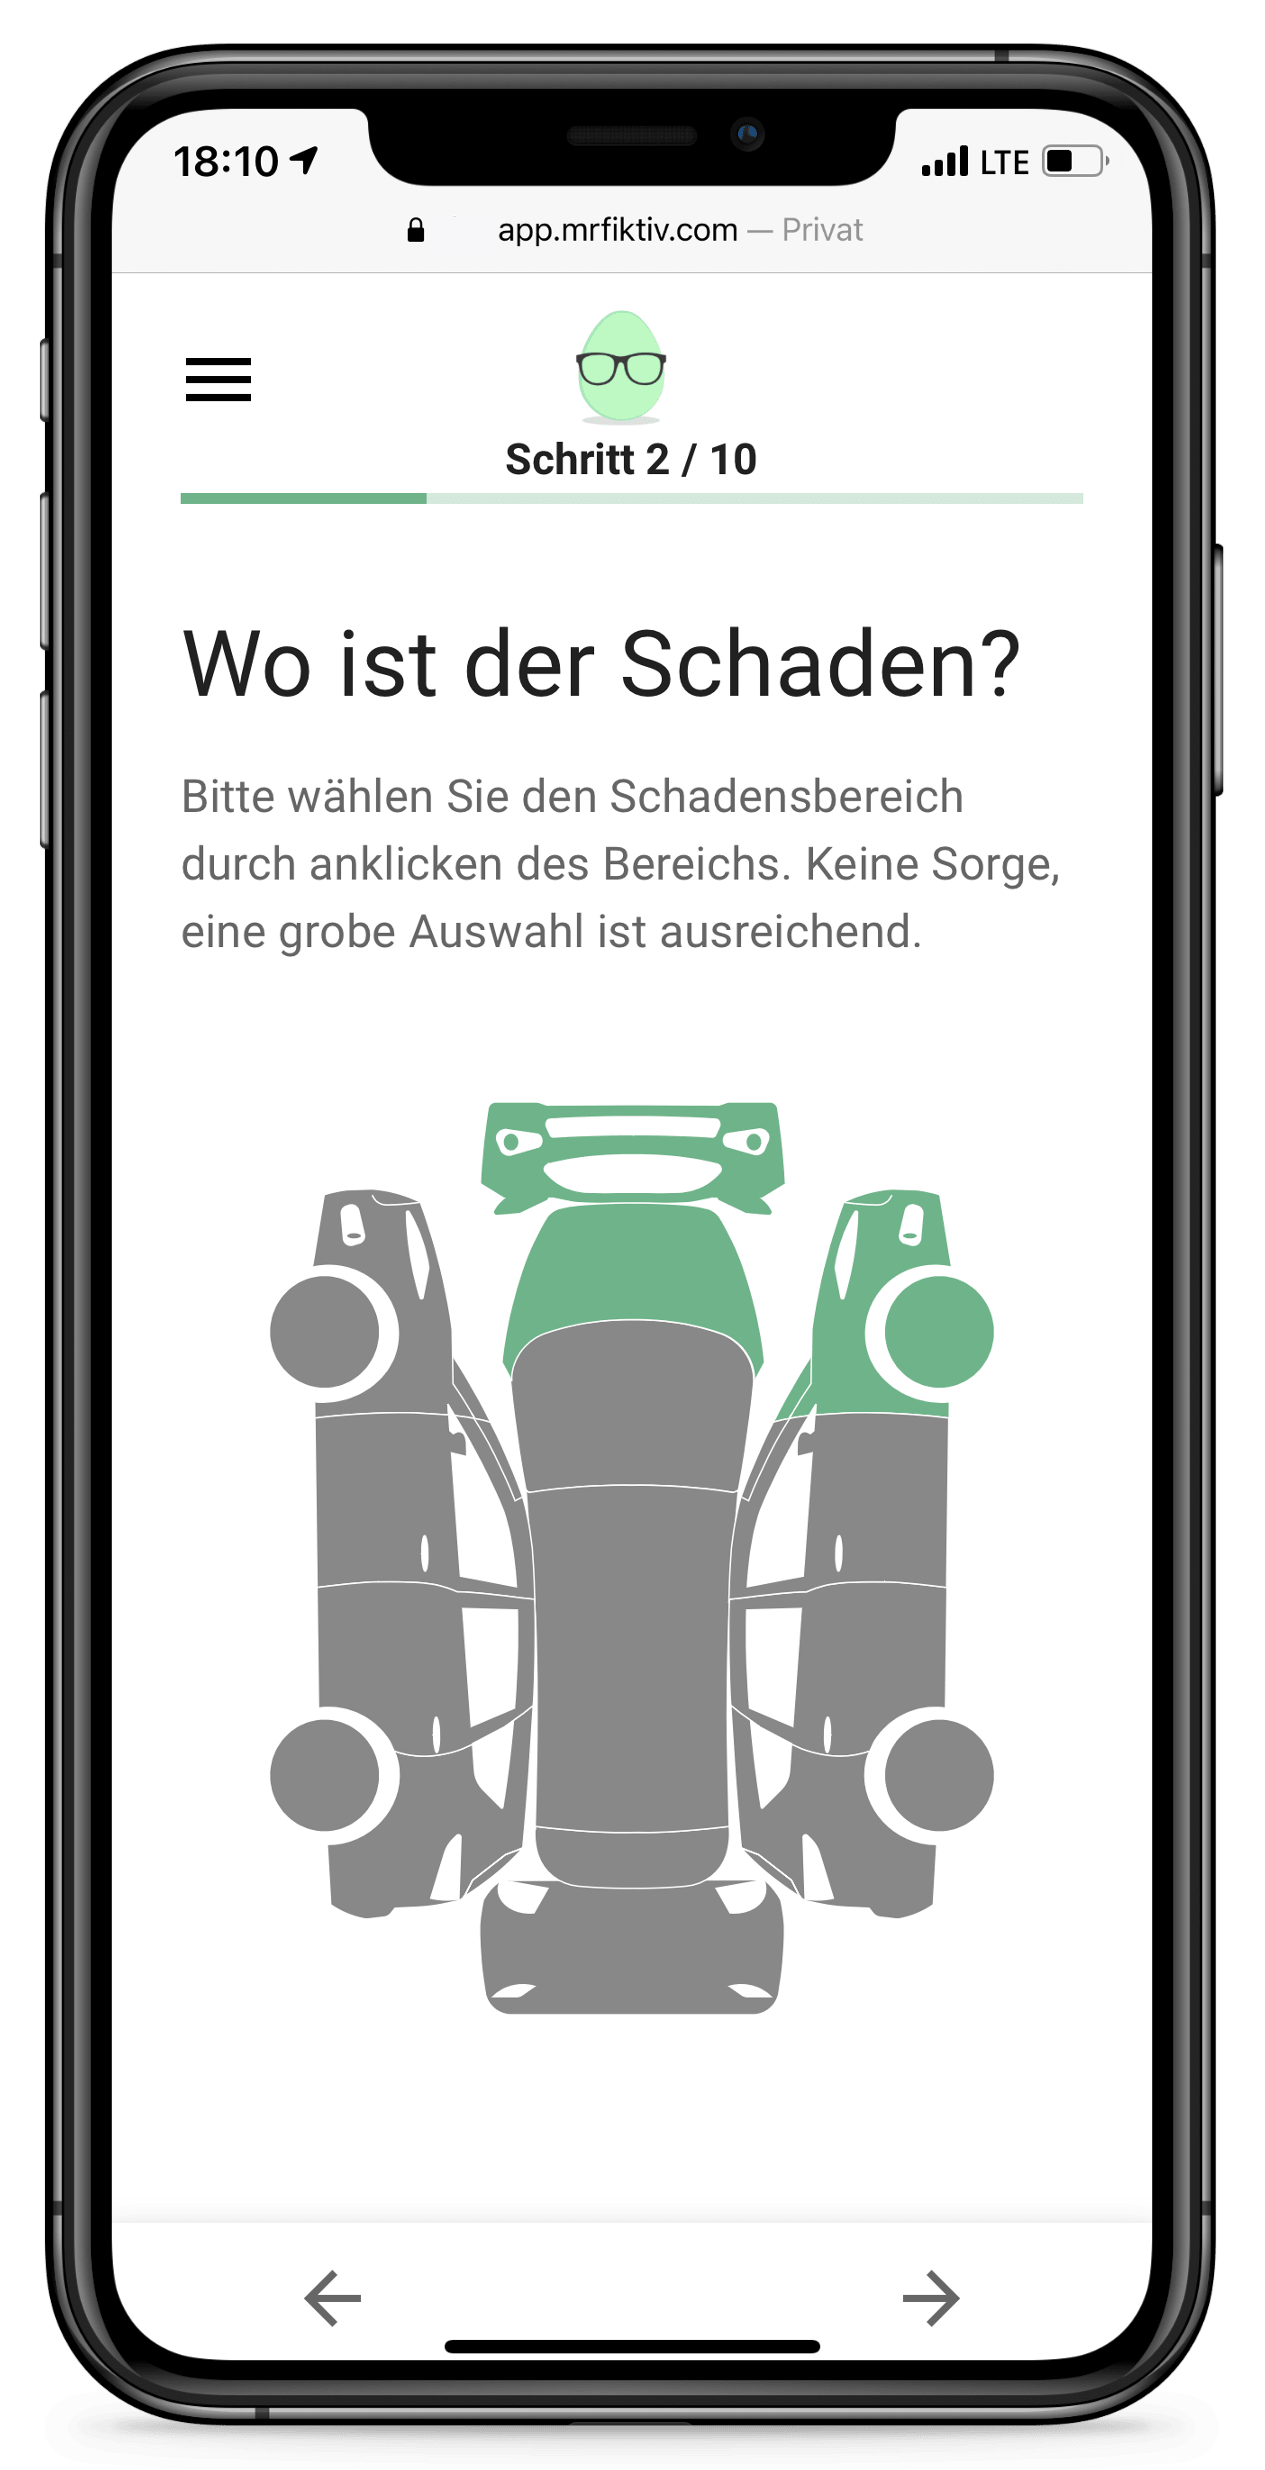 18:10 LTE
app.mrfiktiv.com — Privat
Schritt 2 / 10
Wo ist der Schaden?
Bitte wählen Sie den Schadensbereich
durch anklicken des Bereichs. Keine Sorge,
eine grobe Auswahl ist ausreichend.